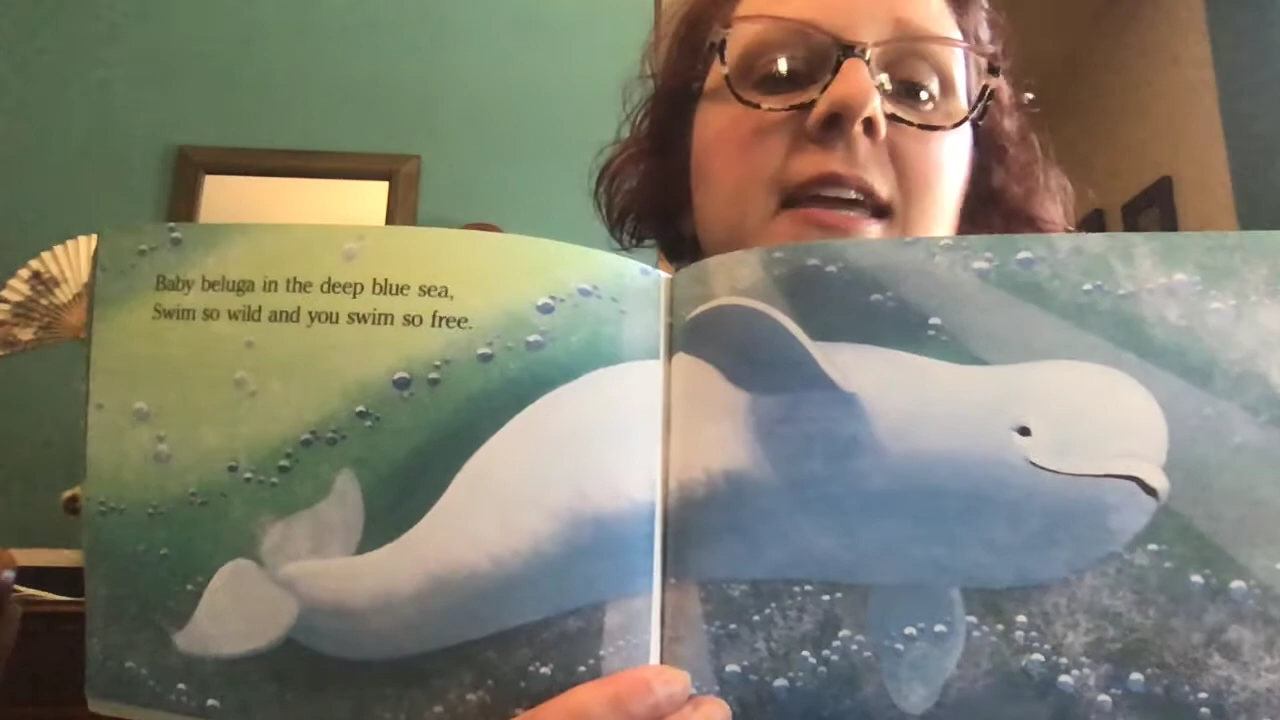 Baby beluga in the deep blue sea,
Swim so wild and you swim so free.